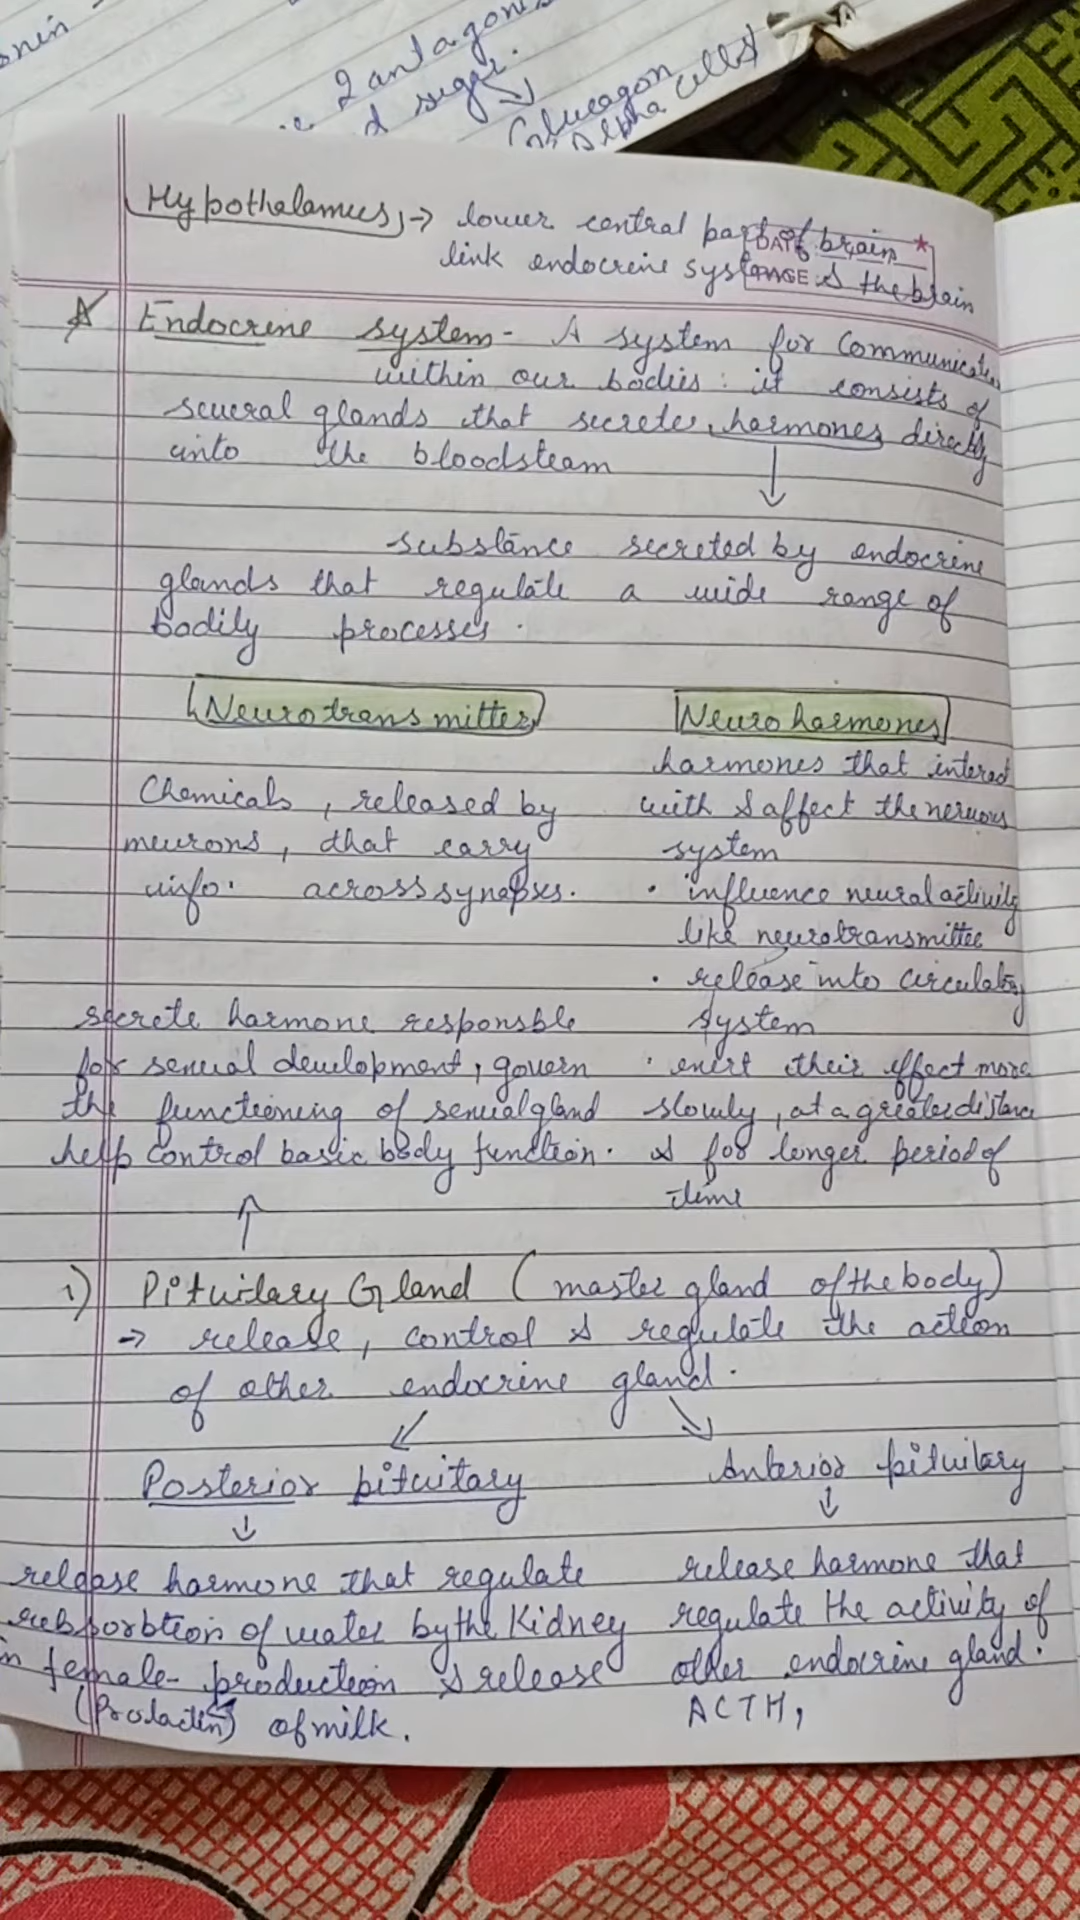 2 antagonis
d sugar.
Glucagon
Alpha cells
Hypothalamus, → lower central part of brain
DATE
link endocrine system & the brain
PAGE
Endocrine system - A system for Communication
within our bodies : it consists of
several glands that secrete hormones directly
into the bloodsteam
substance secreted by endocrine
glands that regulate a wide range of
bodily processes.
Neurotransmitter
Neurohormones
Chemicals, released by
neurons, that carry
info. across synapses.
hormones that interact
with & affect the nervous
system
• influence neural activity
like neurotransmitter
• release into circulatory
system
• exert their effect more
slowly, at a greater distance
& for longer period of
time
secrete hormone responsble
for sexual development, govern
the functioning of sexual gland
help control basic body function.
1) Pituitary Gland (master gland of the body)
→ release, control & regulate the action
of other endocrine gland.
Posterior pituitary
Anterior pituitary
release hormone that regulate
reabsorbtion of water by the Kidney
in female - production & release
(Prolactin) of milk.
release hormone that
regulate the activity of
other endocrine gland.
ACTH,